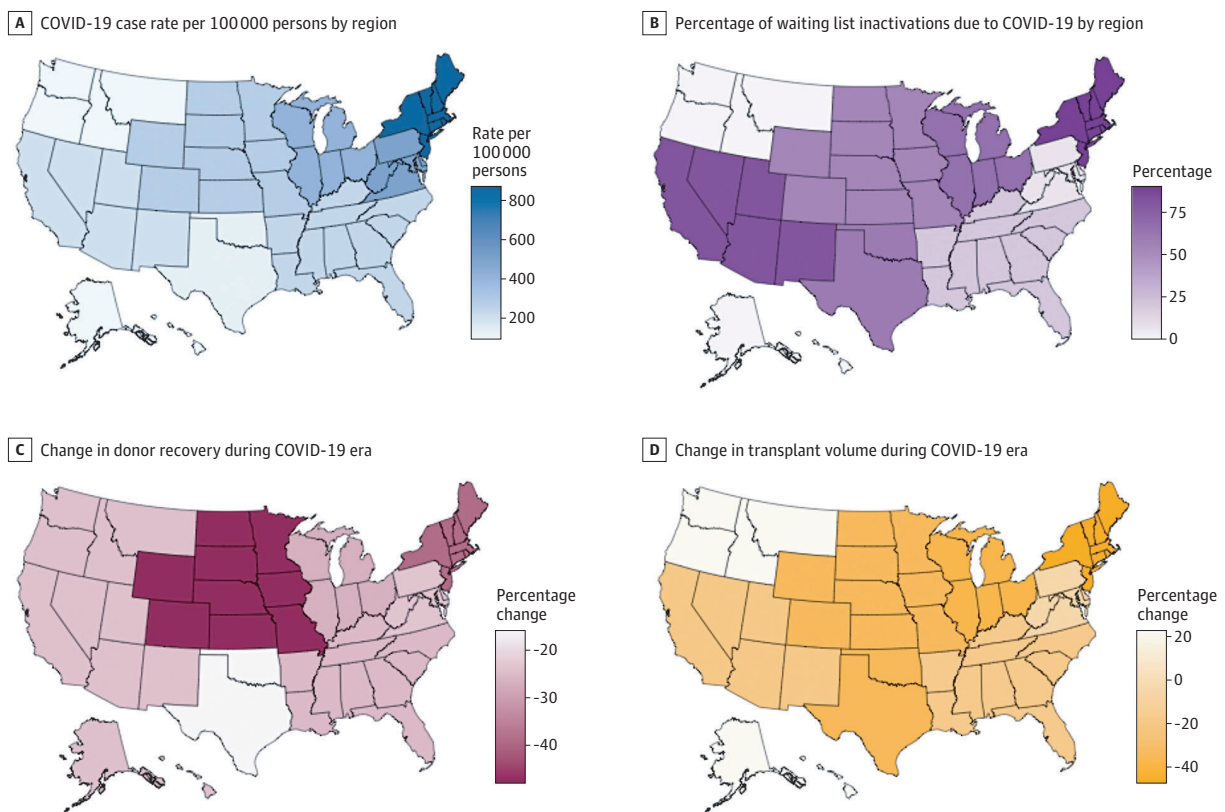 A COVID-19 case rate per 100 000 persons by region
Rate per
100 000
persons
800
600
400
200
B Percentage of waiting list inactivations due to COVID-19 by region
Percentage
75
50
25
0
C Change in donor recovery during COVID-19 era
Percentage
change
-20
-30
-40
D Change in transplant volume during COVID-19 era
Percentage
change
20
0
-20
-40